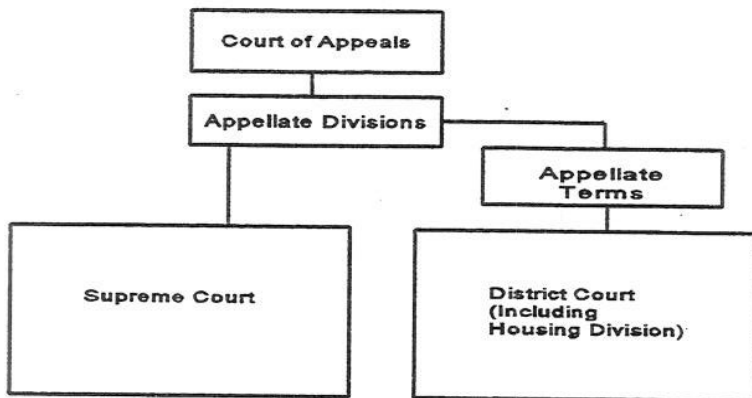 Court of Appeals
Appellate Divisions
Appellate
Terms
Supreme Court
District Court
(Including
Housing Division)